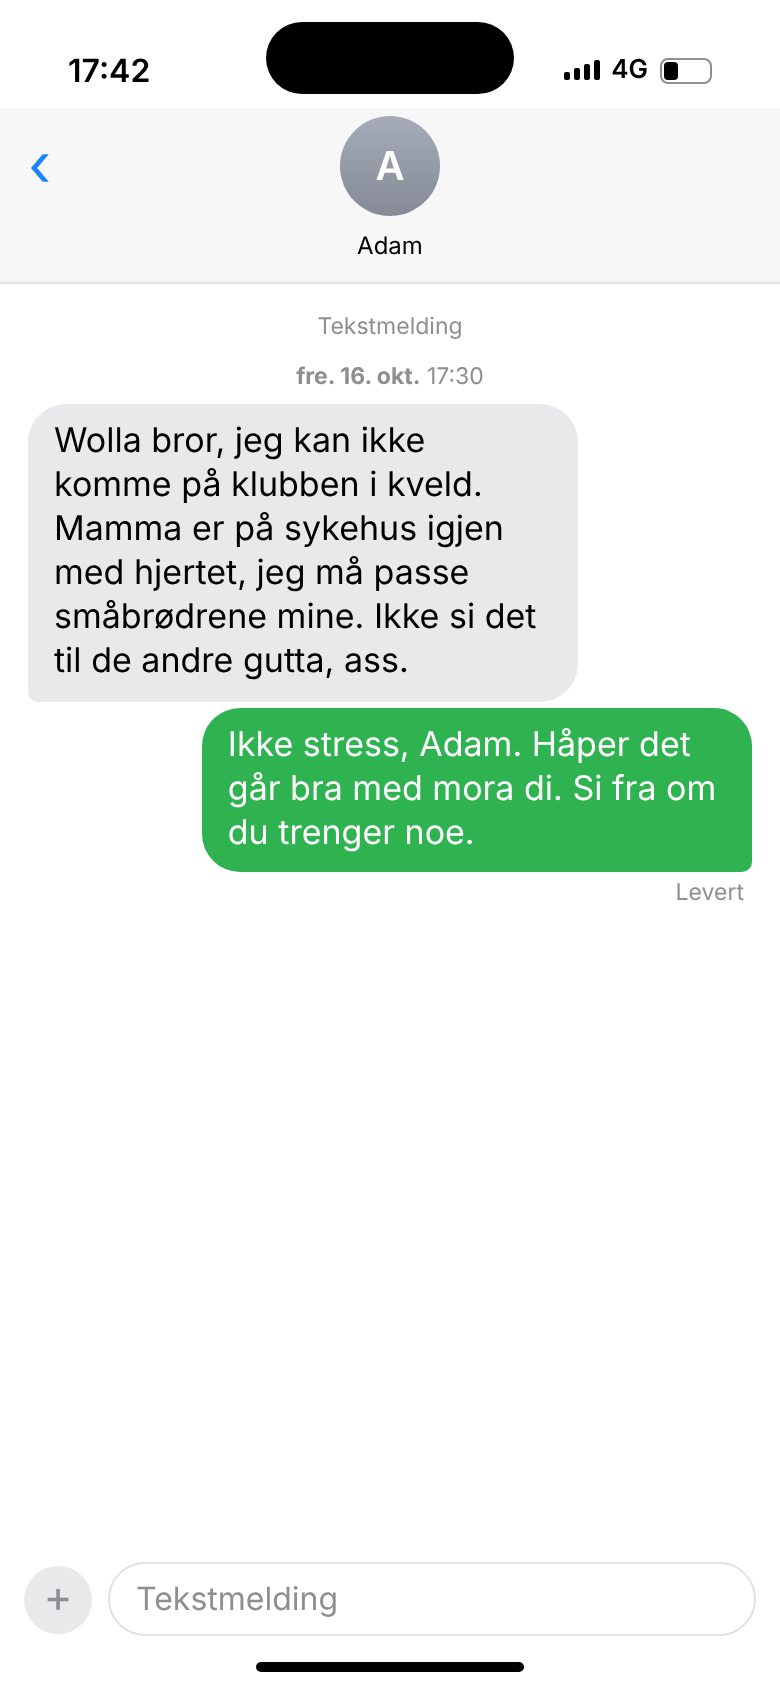 17:42
4G
A
Adam
Tekstmelding
fre. 16. okt. 17:30
Wolla bror, jeg kan ikke
komme på klubben i kveld.
Mamma er på sykehus igjen
med hjertet, jeg må passe
småbrødrene mine. Ikke si det
til de andre gutta, ass.
Ikke stress, Adam. Håper det
går bra med mora di. Si fra om
du trenger noe.
Levert
+
Tekstmelding